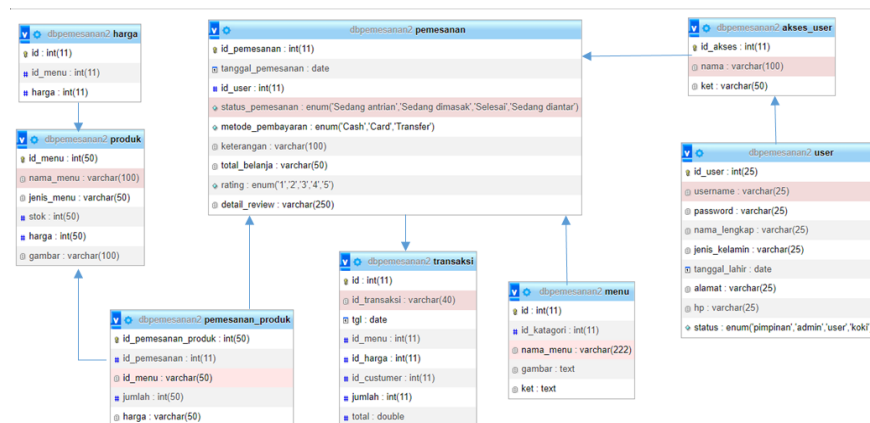 dbpemesanan2 harga
id : int(11)
id_menu : int(11)
harga : int(11)
dbpemesanan2 produk
id_menu : int(50)
nama_menu : varchar(100)
jenis_menu : varchar(50)
stok : int(50)
harga : int(50)
gambar : varchar(100)
dbpemesanan2 pemesanan_produk
id_pemesanan_produk : int(50)
id_pemesanan : int(11)
id_menu : varchar(50)
jumlah : int(50)
harga : varchar(50)
dbpemesanan2 pemesanan
id_pemesanan : int(11)
tanggal_pemesanan : date
id_user : int(11)
status_pemesanan : enum('Sedang antrian','Sedang dimasak','Selesai','Sedang diantar')
metode_pembayaran : enum('Cash','Card','Transfer')
keterangan : varchar(100)
total_belanja : varchar(50)
rating : enum('1','2','3','4','5')
detail_review : varchar(250)
dbpemesanan2 transaksi
id : int(11)
id_transaksi : varchar(40)
tgl : date
id_menu : int(11)
id_harga : int(11)
id_custumer : int(11)
jumlah : int(11)
total : double
dbpemesanan2 menu
id : int(11)
id_katagori : int(11)
nama_menu : varchar(222)
gambar : text
ket : text
dbpemesanan2 akses_user
id_akses : int(11)
nama : varchar(100)
ket : varchar(50)
dbpemesanan2 user
id_user : int(25)
username : varchar(25)
password : varchar(25)
nama_lengkap : varchar(25)
jenis_kelamin : varchar(25)
tanggal_lahir : date
alamat : varchar(25)
hp : varchar(25)
status : enum('pimpinan','admin','user','koki'